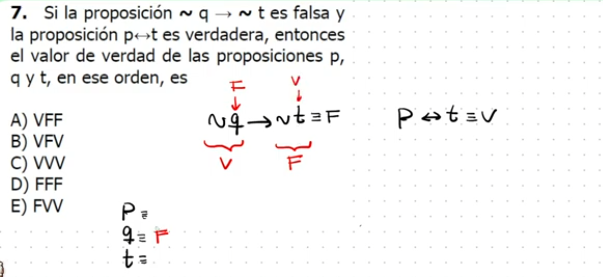 7. Si la proposición ~ q → ~ t es falsa y
la proposición p↔t es verdadera, entonces
el valor de verdad de las proposiciones p,
q y t, en ese orden, es
A) VFF
B) VFV
C) VVV
D) FFF
E) FVV
F V
~q → ~t ≡ F
V F
P ↔ t ≡ V
P ≡
q ≡ F
t ≡